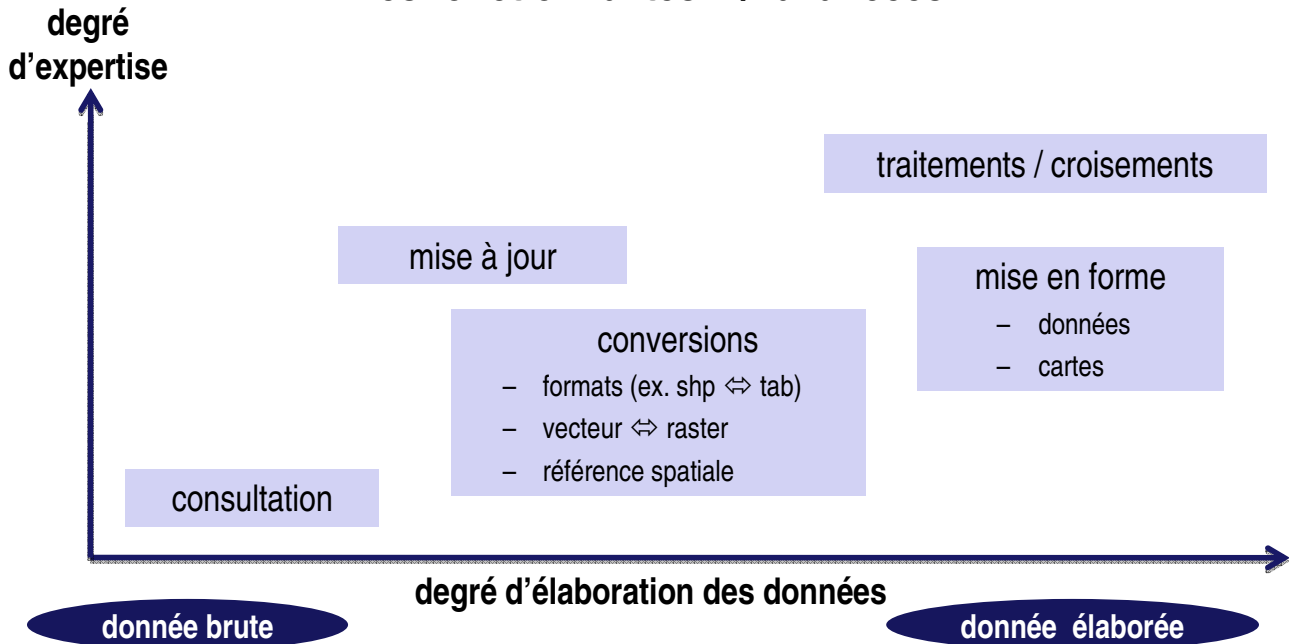 degré
d'expertise
traitements / croisements
mise à jour
mise en forme
– données
– cartes
conversions
– formats (ex. shp ⇔ tab)
– vecteur ⇔ raster
– référence spatiale
consultation
degré d’élaboration des données
donnée brute
donnée élaborée